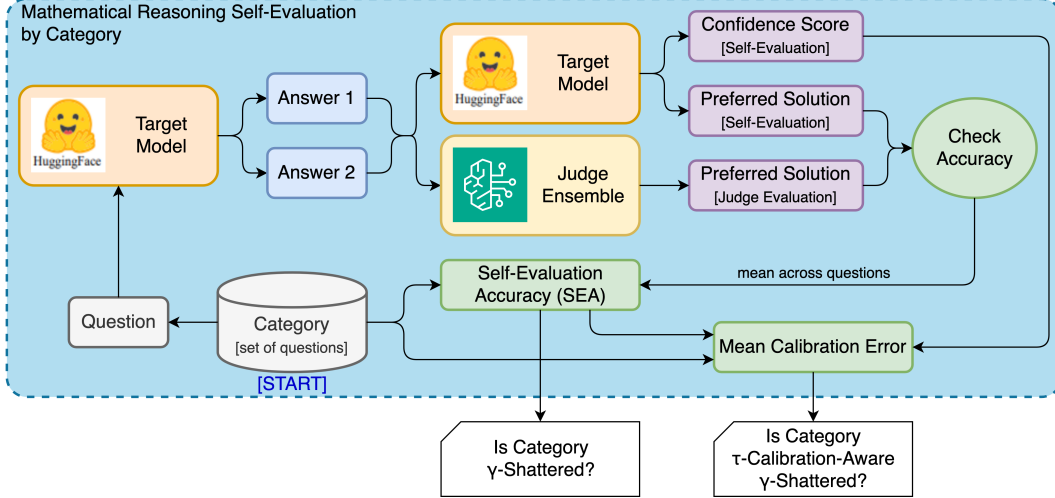 Mathematical Reasoning Self-Evaluation
by Category
HuggingFace
Target
Model
Answer 1
Answer 2
HuggingFace
Target
Model
Judge
Ensemble
Confidence Score
[Self-Evaluation]
Preferred Solution
[Self-Evaluation]
Preferred Solution
[Judge Evaluation]
Check
Accuracy
mean across questions
Self-Evaluation
Accuracy (SEA)
Question
Category
[set of questions]
[START]
Mean Calibration Error
Is Category
γ-Shattered?
Is Category
τ-Calibration-Aware
γ-Shattered?